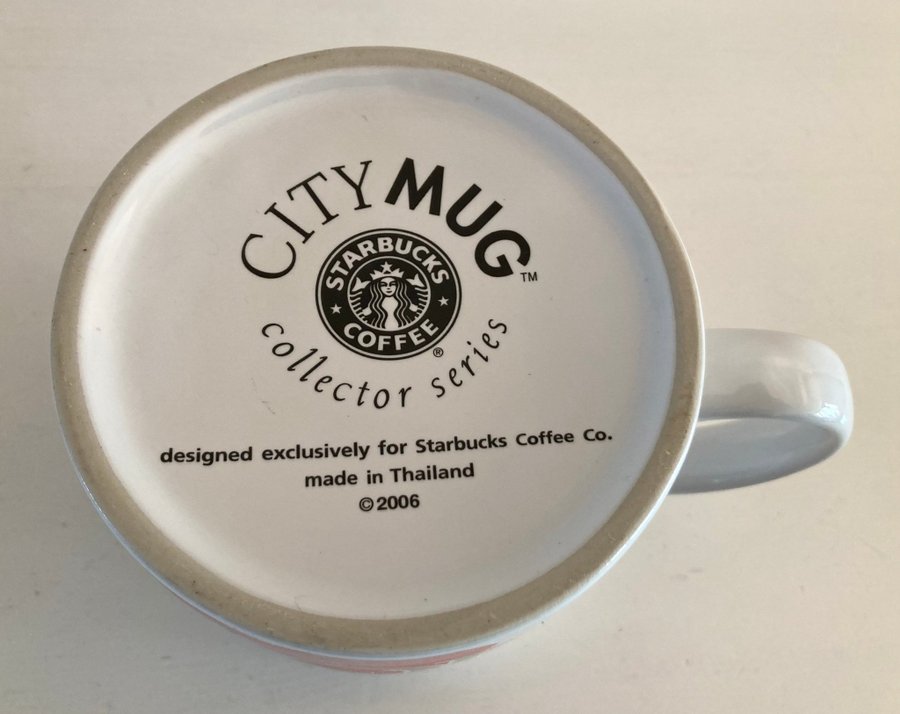 CITY MUG™
STARBUCKS
COFFEE
®
collector series
designed exclusively for Starbucks Coffee Co.
made in Thailand
©2006